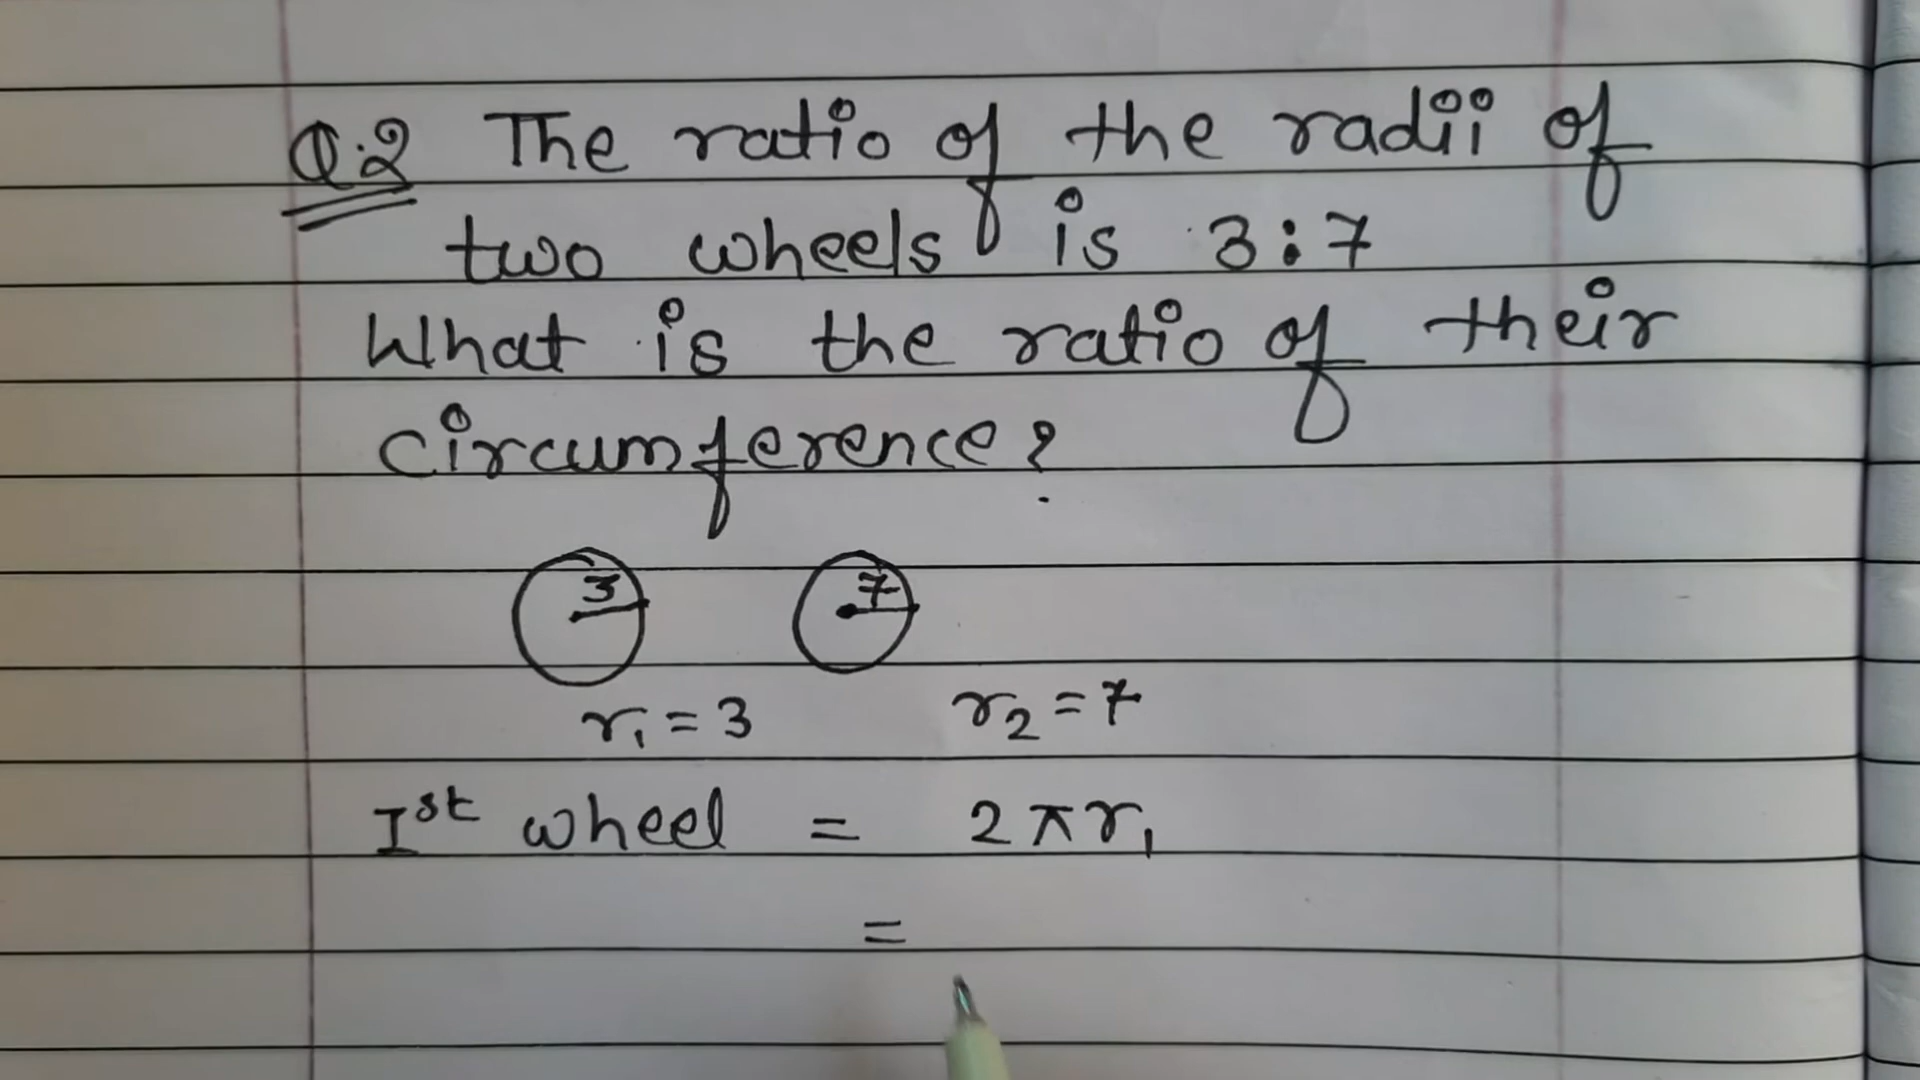 Q.2 The ratio of the radii of
two wheels is 3:7
What is the ratio of their
circumference?
3 7
r₁ = 3 r₂ = 7
Ist wheel = 2πr₁
=